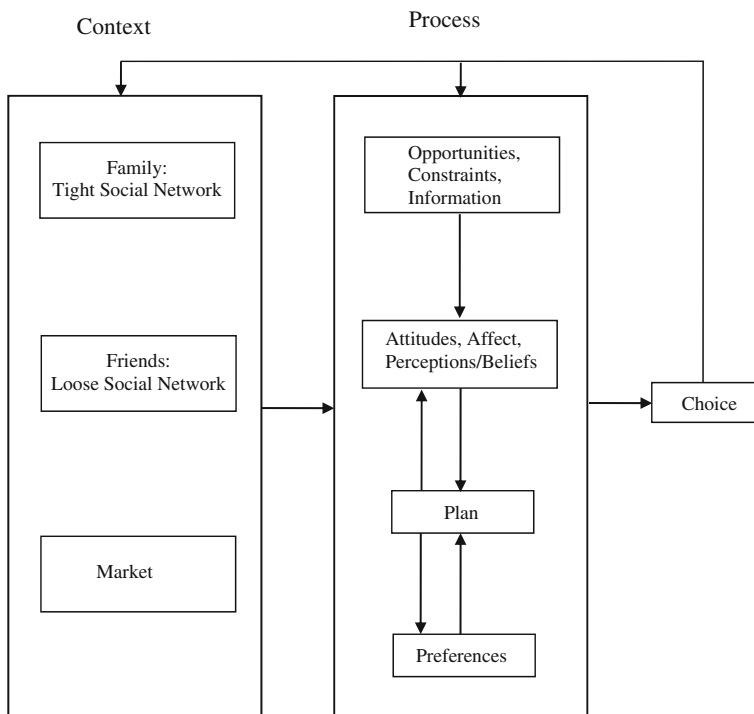 Context
Process
Family:
Tight Social Network
Friends:
Loose Social Network
Market
Opportunities,
Constraints,
Information
Attitudes, Affect,
Perceptions/Beliefs
Plan
Preferences
Choice